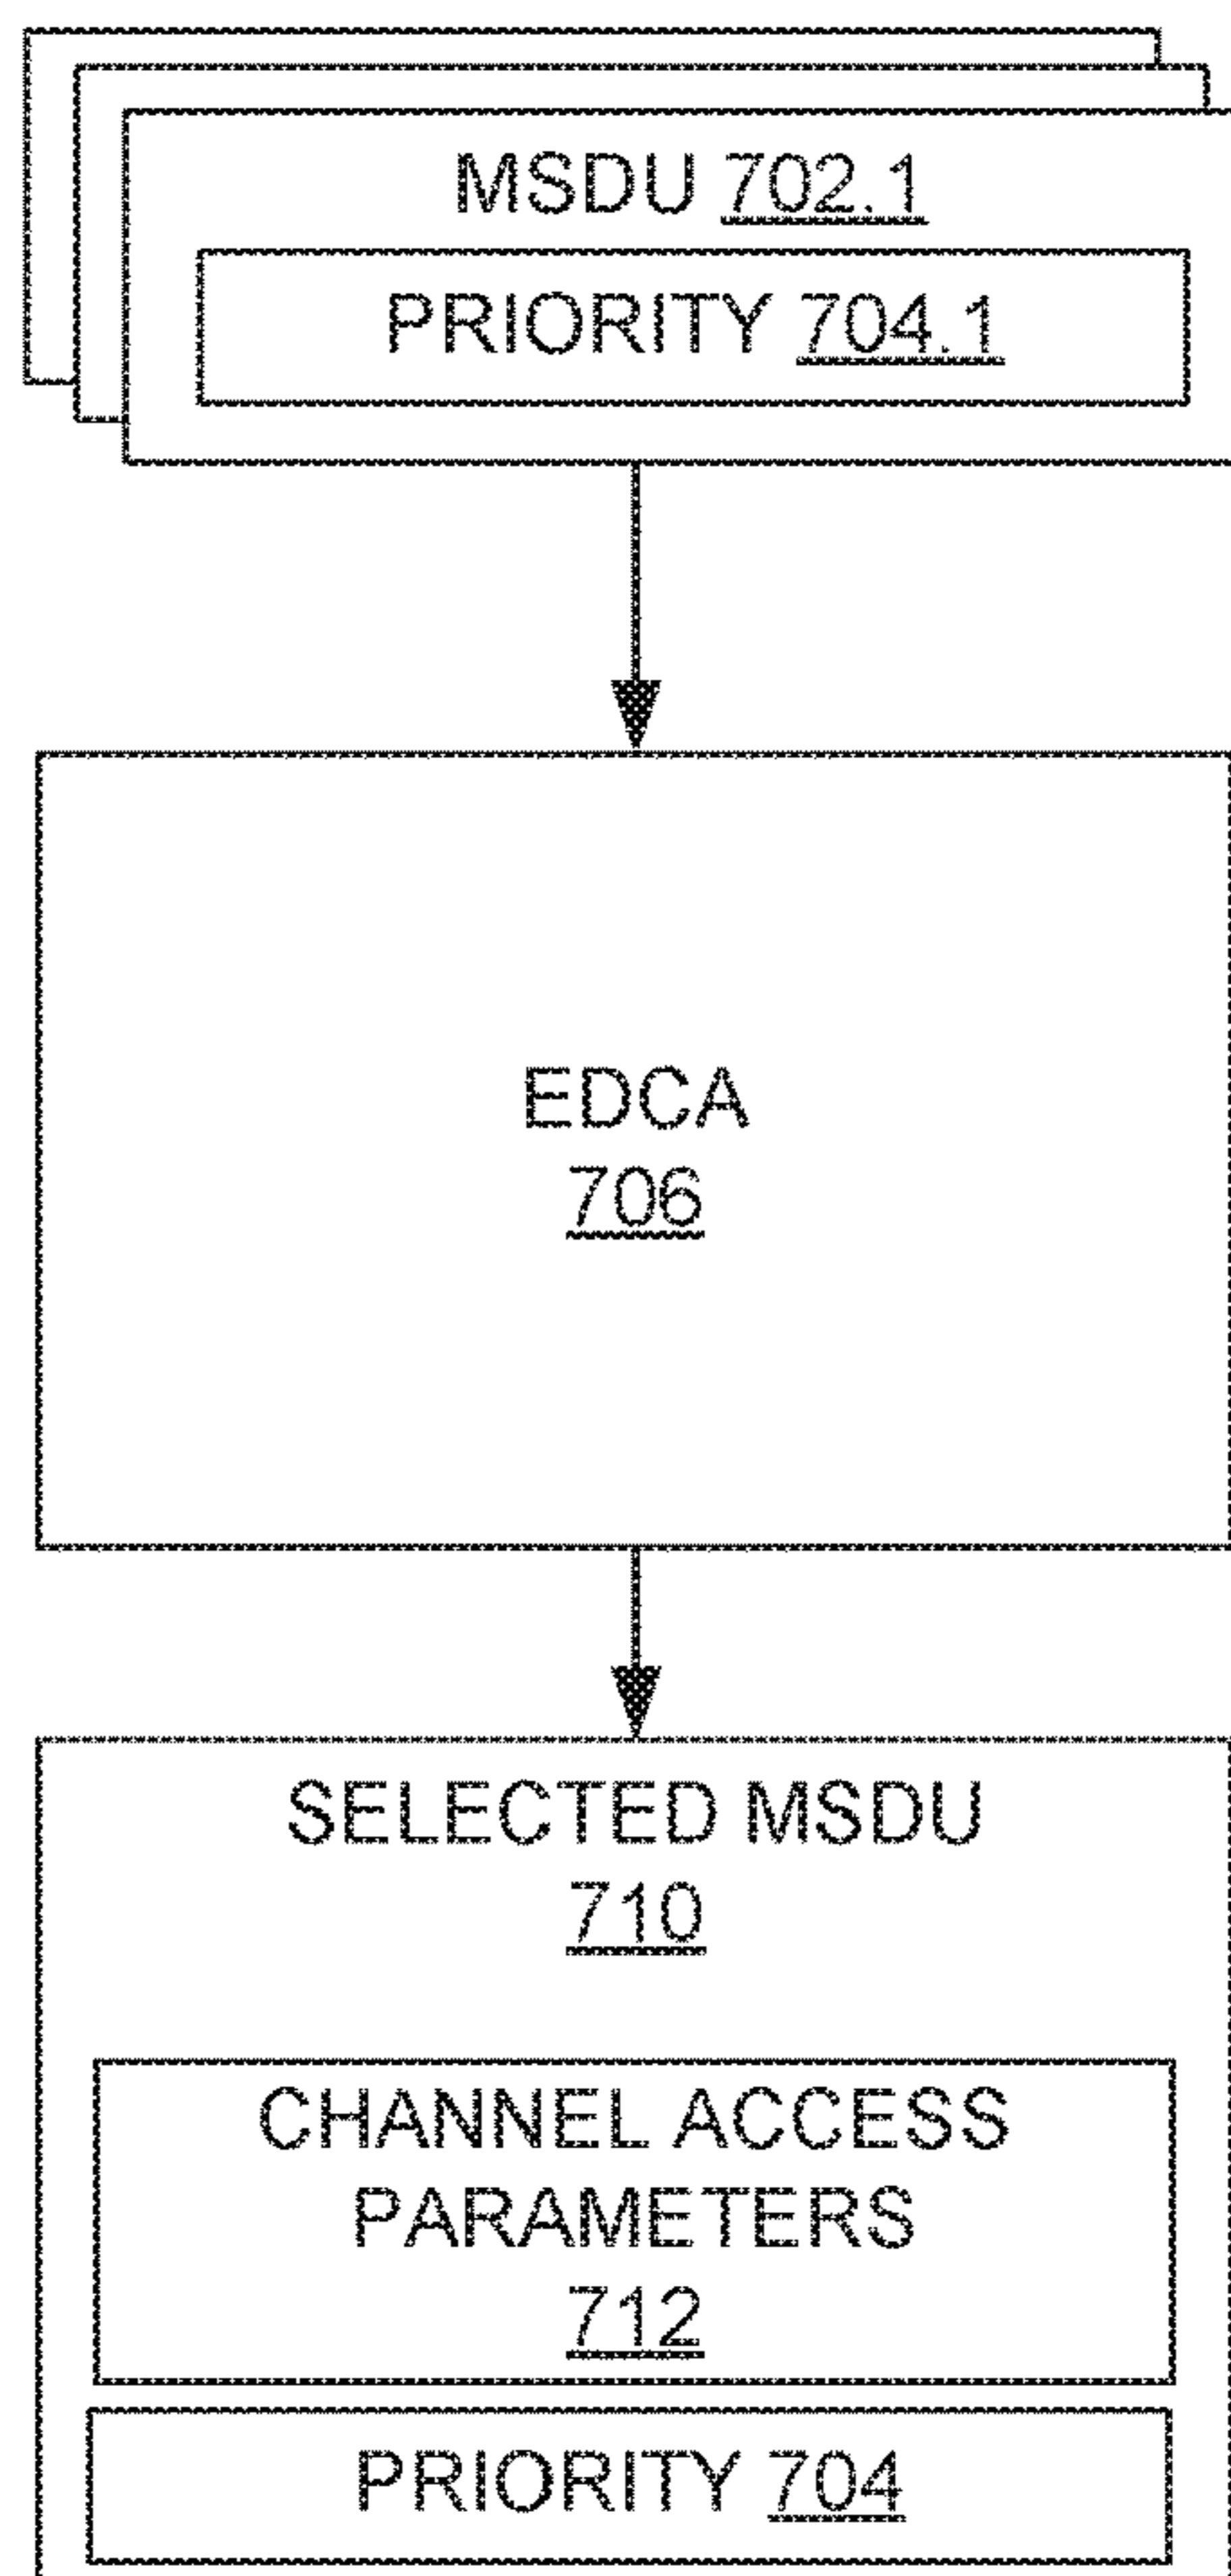 MSDU 702.1
PRIORITY 704.1
EDCA
706
SELECTED MSDU
710
CHANNEL ACCESS
PARAMETERS
712
PRIORITY 704